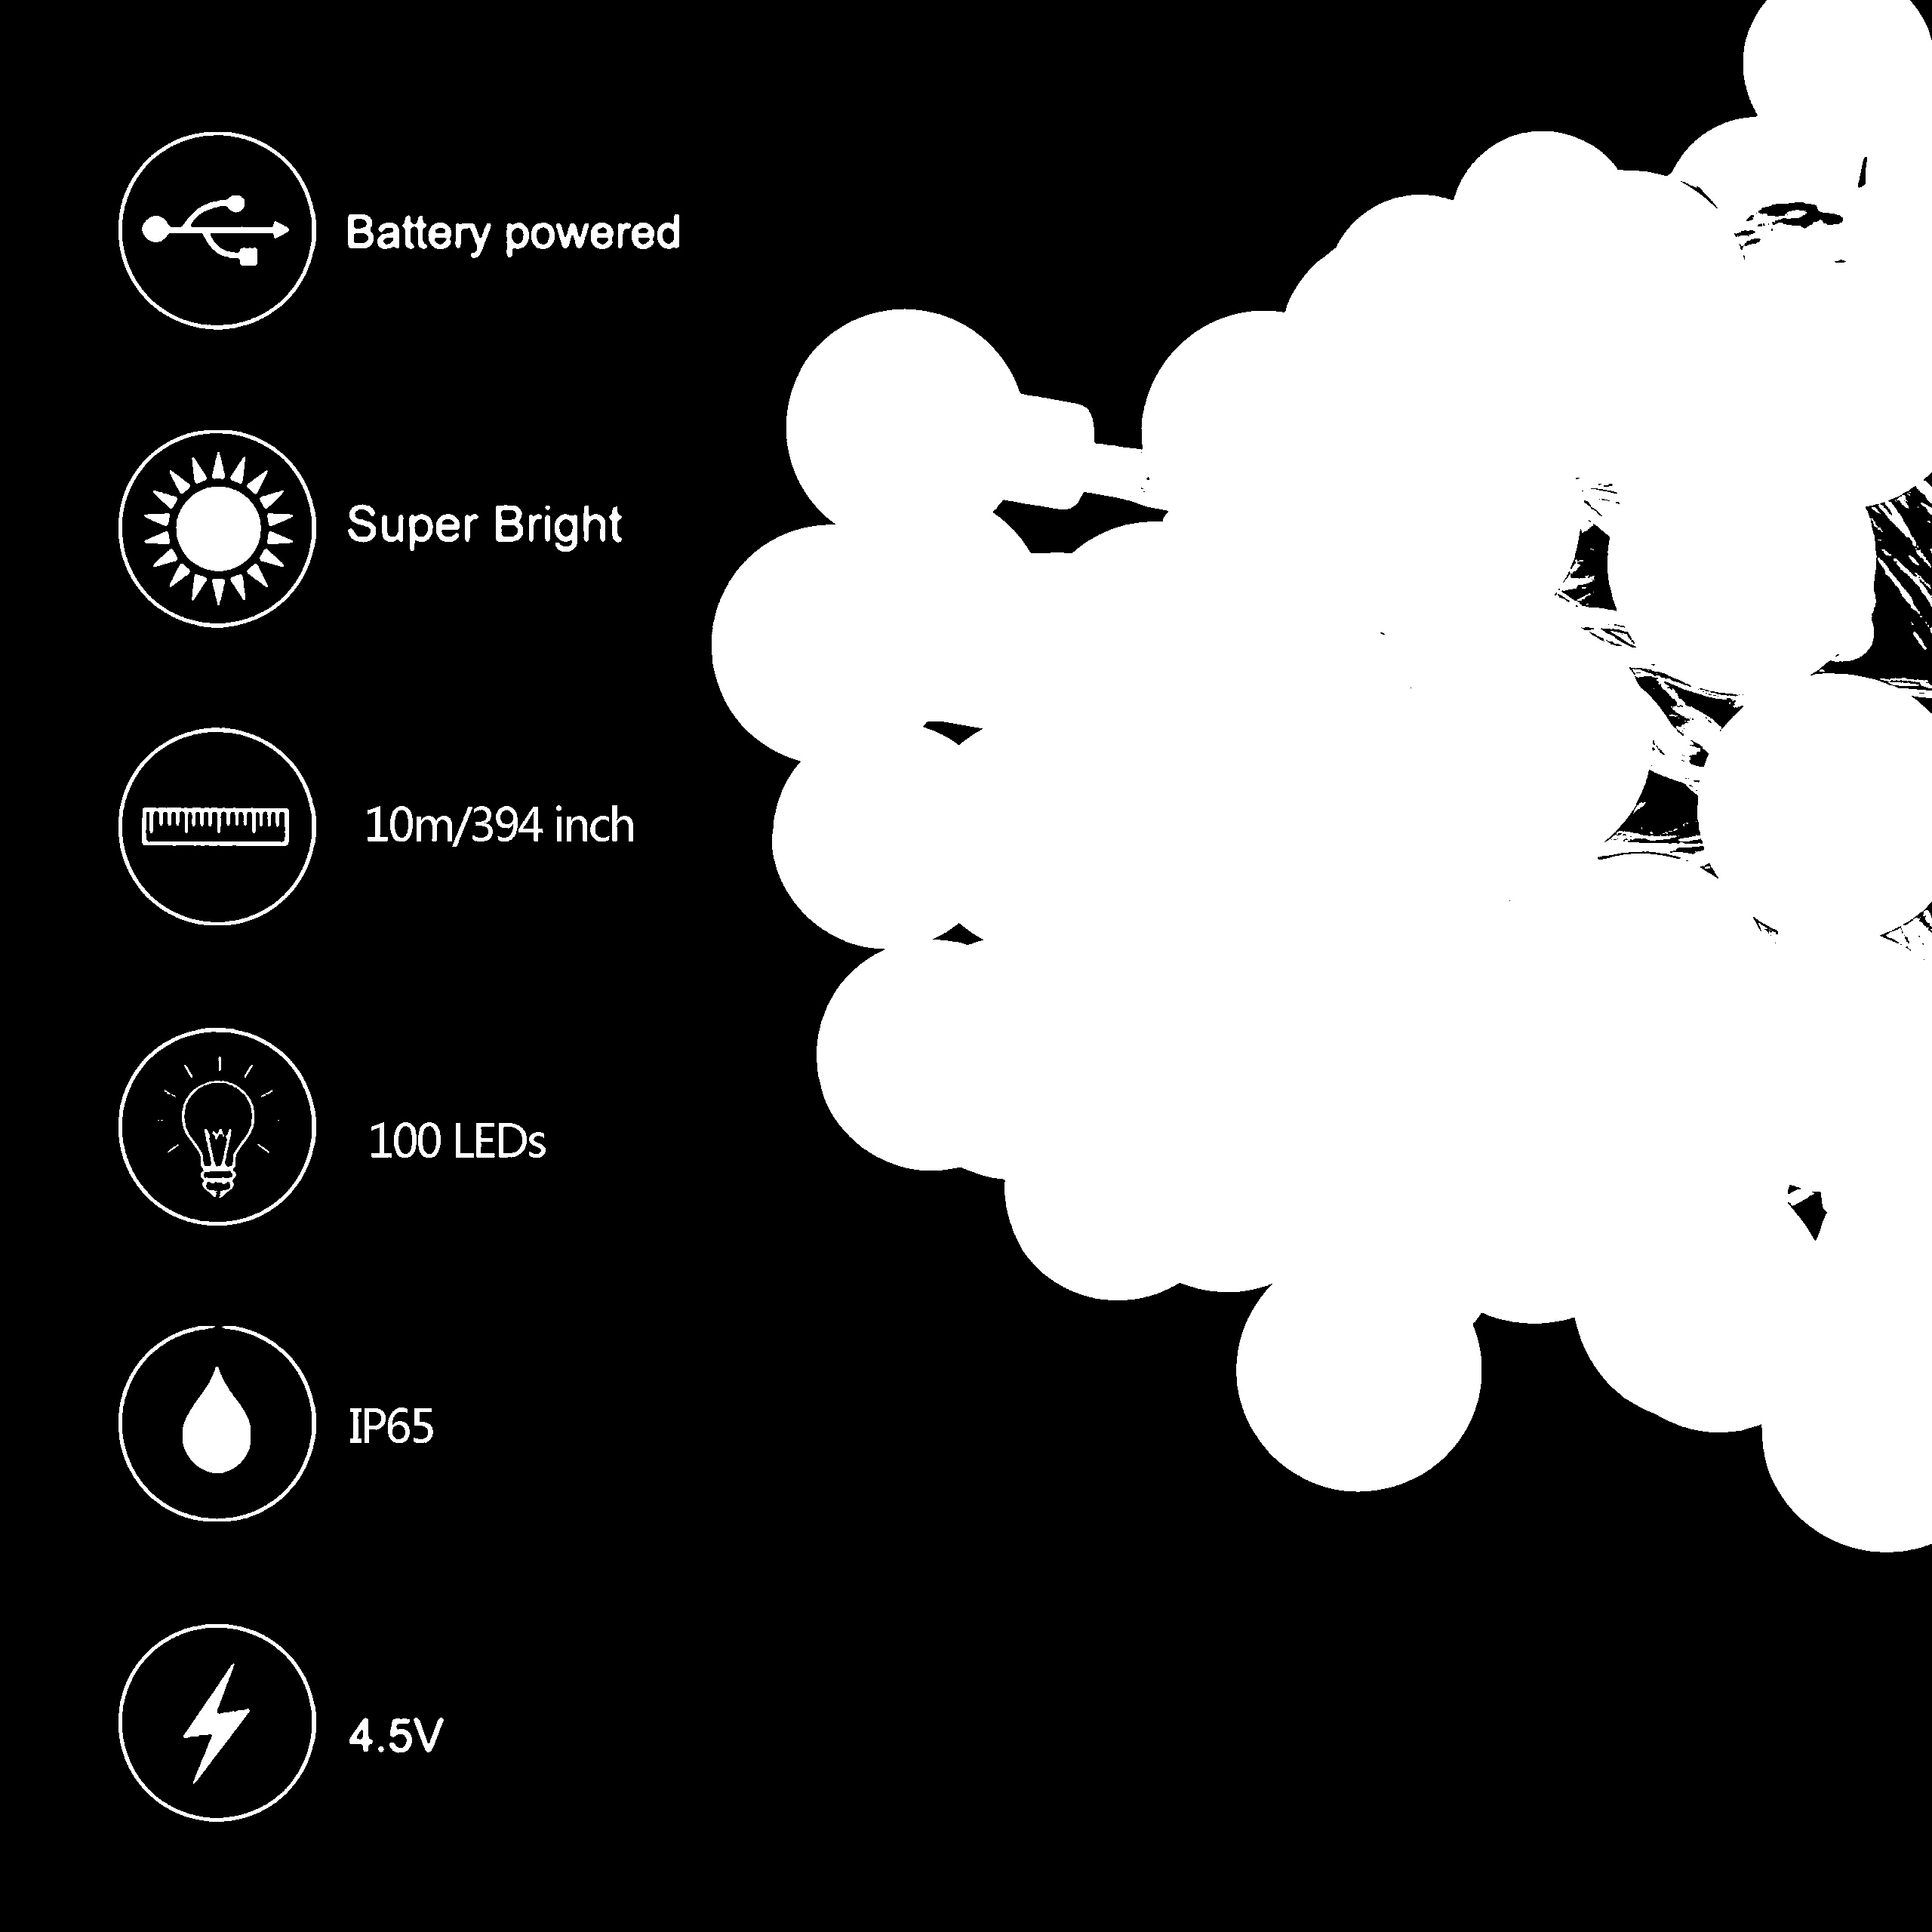 Battery powered
Super Bright
10m/394 inch
100 LEDs
IP65
4.5V